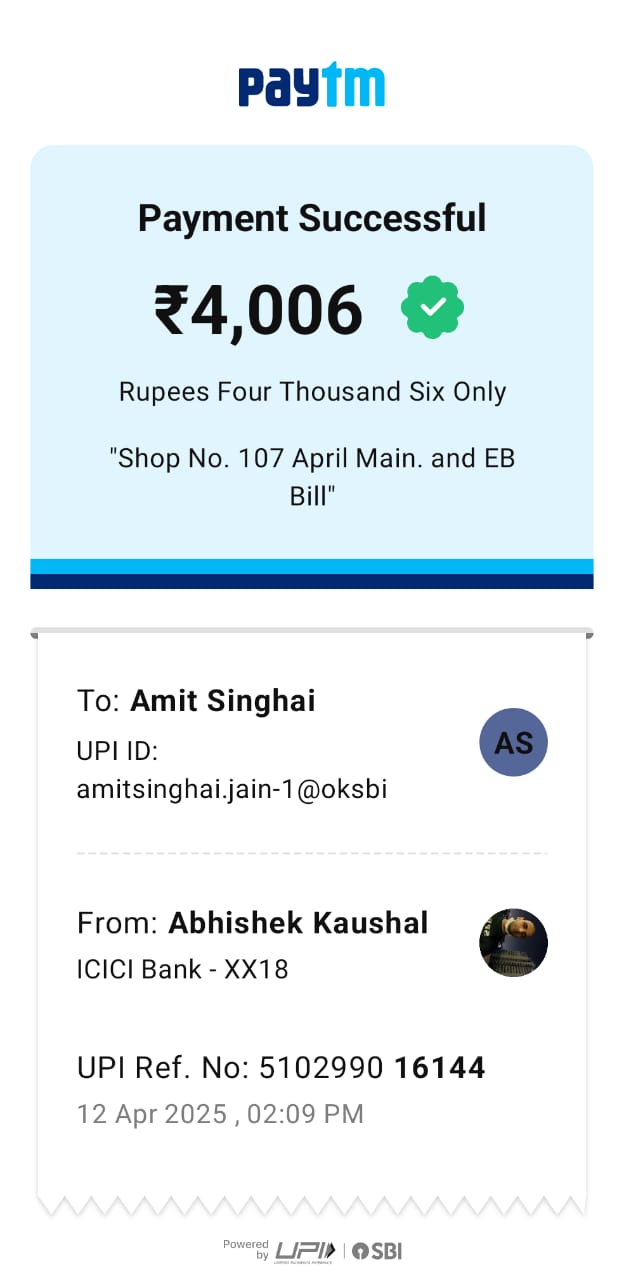 paytm
Payment Successful
₹4,006
Rupees Four Thousand Six Only
"Shop No. 107 April Main. and EB
Bill"
To: Amit Singhai
UPI ID:
amitsinghai.jain-1@oksbi
AS
From: Abhishek Kaushal
ICICI Bank - XX18
UPI Ref. No: 5102990 16144
12 Apr 2025 , 02:09 PM
Powered
by
UPI
SBI